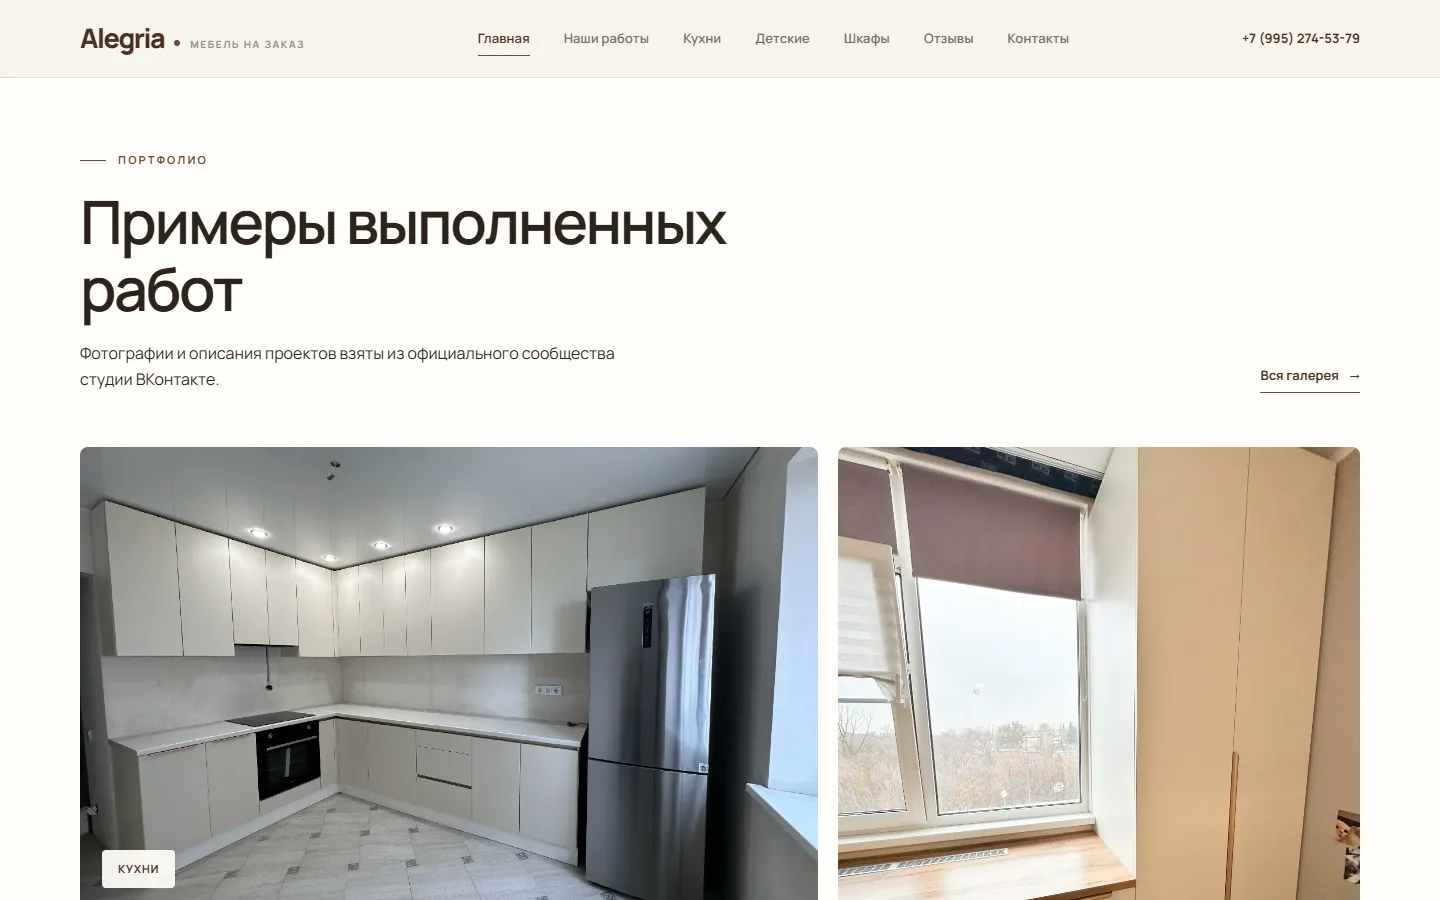 Alegria
МЕБЕЛЬ НА ЗАКАЗ
Главная
Наши работы
Кухни
Детские
Шкафы
Отзывы
Контакты
+7 (995) 274-53-79
ПОРТФОЛИО
Примеры выполненных
работ
Фотографии и описания проектов взяты из официального сообщества
студии ВКонтакте.
Вся галерея →
КУХНИ